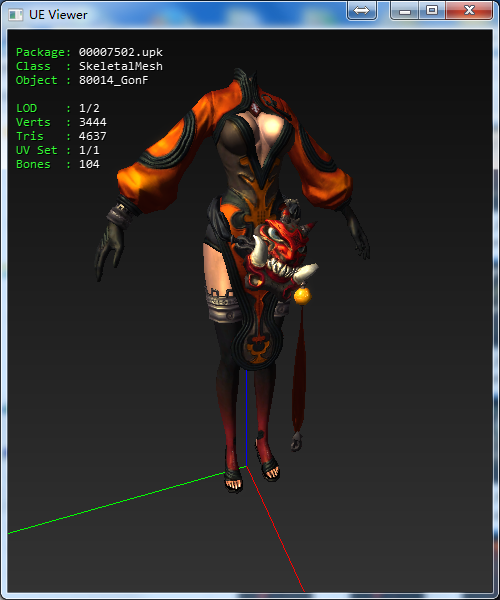 UE Viewer
Package: 00007502.upk
Class : SkeletalMesh
Object : 80014_GonF
LOD : 1/2
Verts : 3444
Tris : 4637
UV Set : 1/1
Bones : 104